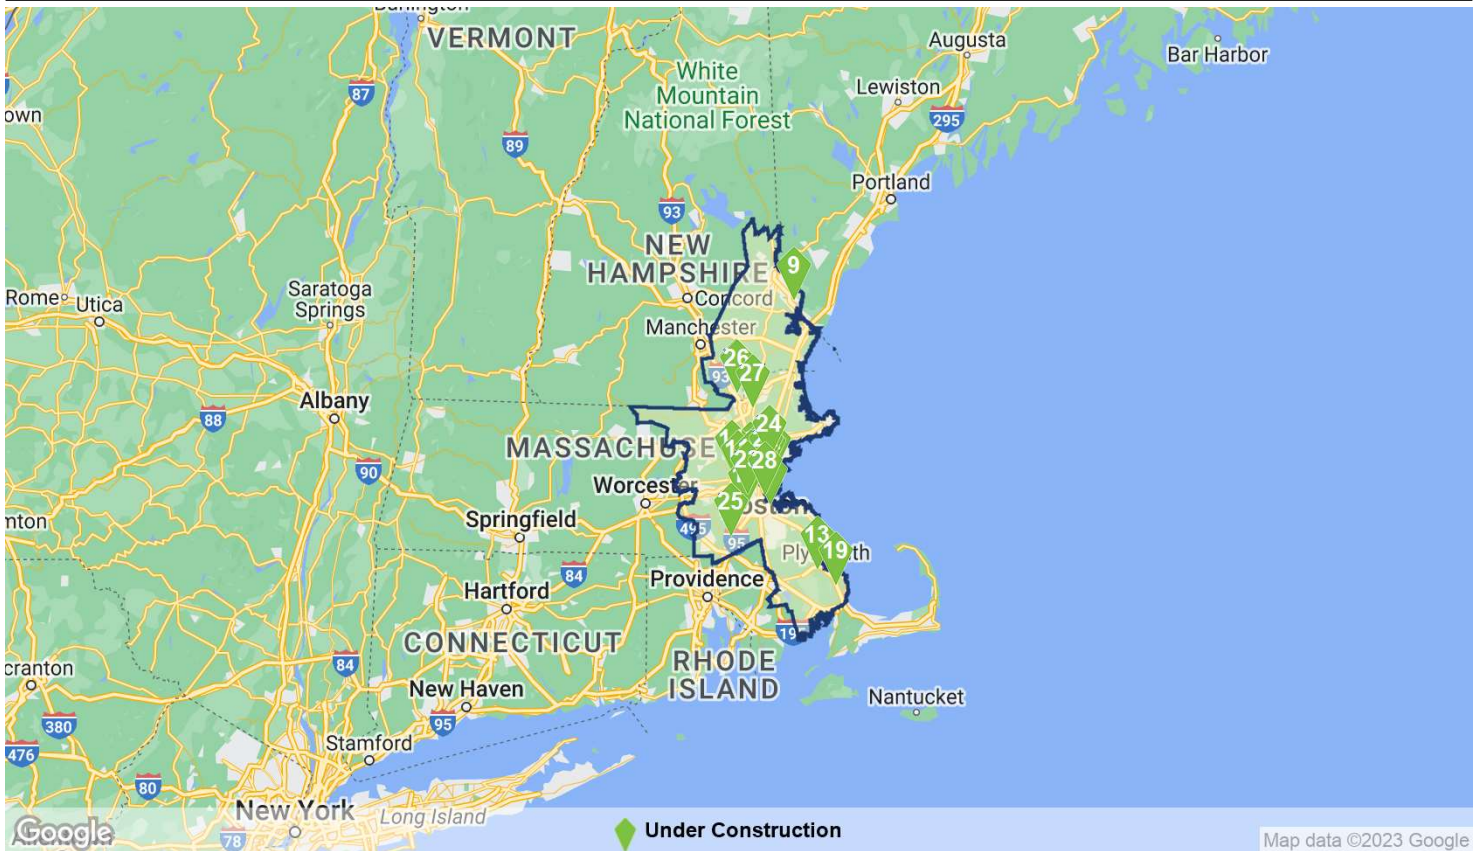 VERMONT
Augusta
Bar Harbor
White
Mountain
National Forest
Lewiston
87
own
295
89
Portland
93
NEW
HAMPSHIRE
9
Saratoga
Springs
Rome
Utica
Concord
Manchester
26
27
93
Albany
88
24
MASSACHUSE
90
28
Worcester
25
Springfield
495
95
13
19
Plymouth
84
Providence
Hartford
CONNECTICUT
195
84
RHODE
ISLAND
cranton
New Haven
Nantucket
95
380
476
Stamford
80
New York
Long Island
78
Google
Under Construction
Map data ©2023 Google